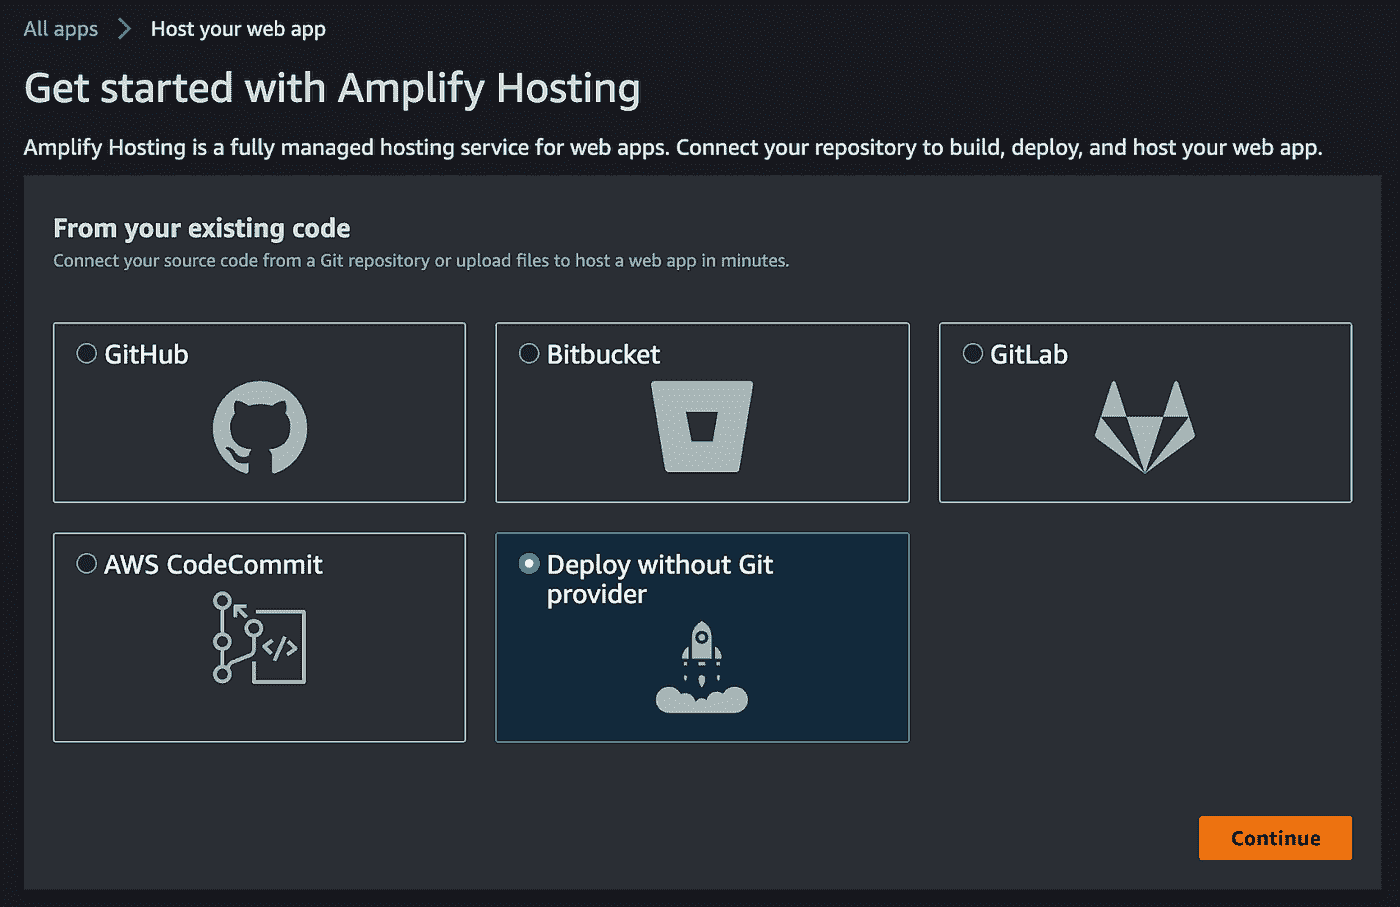 All apps > Host your web app
Get started with Amplify Hosting
Amplify Hosting is a fully managed hosting service for web apps. Connect your repository to build, deploy, and host your web app.
From your existing code
Connect your source code from a Git repository or upload files to host a web app in minutes.
GitHub
Bitbucket
GitLab
AWS CodeCommit
</>
Deploy without Git
provider
Continue